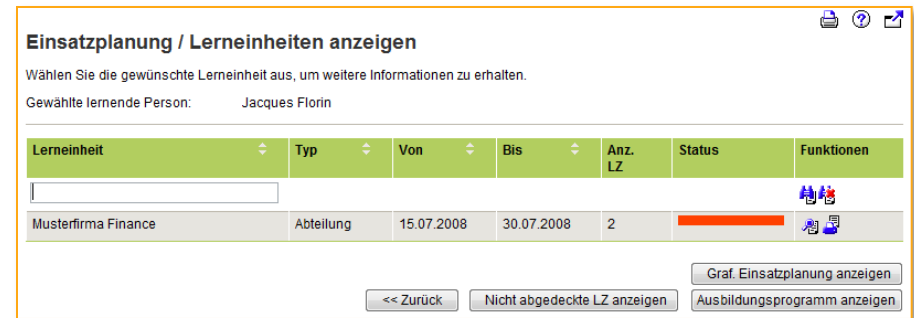 Einsatzplanung / Lerneinheiten anzeigen
Wählen Sie die gewünschte Lerneinheit aus, um weitere Informationen zu erhalten.
Gewählte lernende Person: Jacques Florin
Lerneinheit Typ Von Bis Anz. LZ Status Funktionen
Musterfirma Finance Abteilung 15.07.2008 30.07.2008 2
Graf. Einsatzplanung anzeigen
<< Zurück Nicht abgedeckte LZ anzeigen Ausbildungsprogramm anzeigen